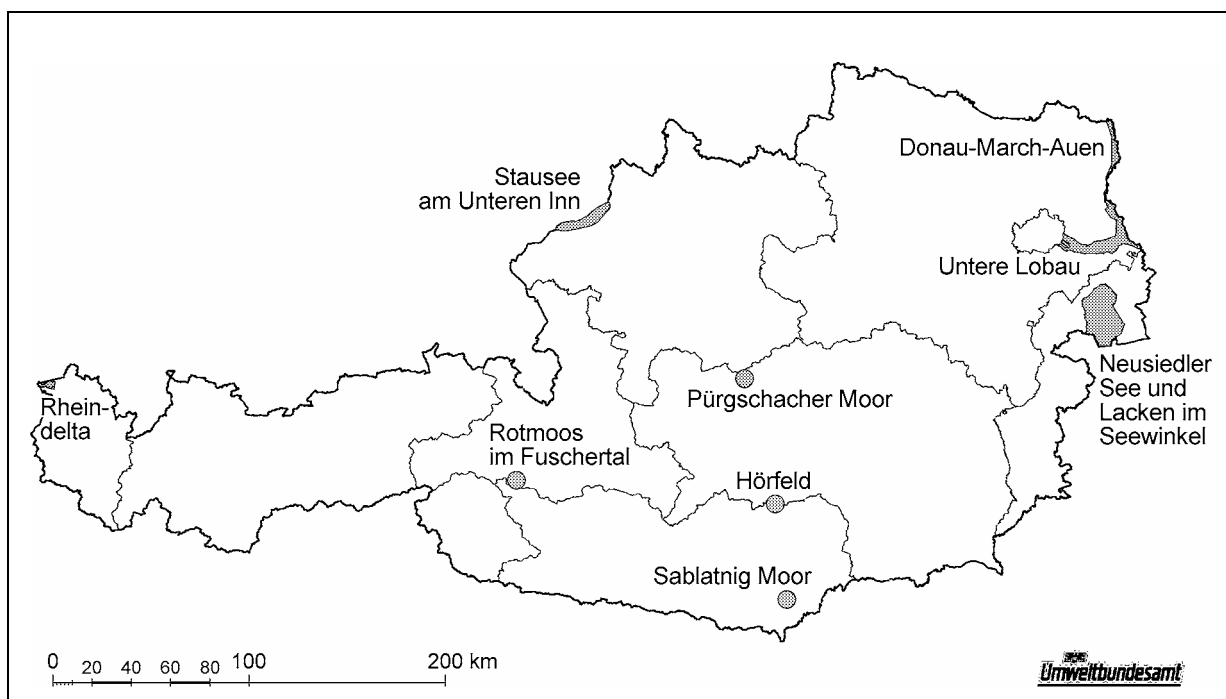 Donau-March-Auen
Stausee
am Unteren Inn
Untere Lobau
Neusiedler
See und
Lacken im
Seewinkel
Pürgschacher Moor
Rhein-
delta
Rotmoos
im Fuschertal
Hörfeld
Sablatnig Moor
0 20 40 60 80 100 200 km
Umweltbundesamt